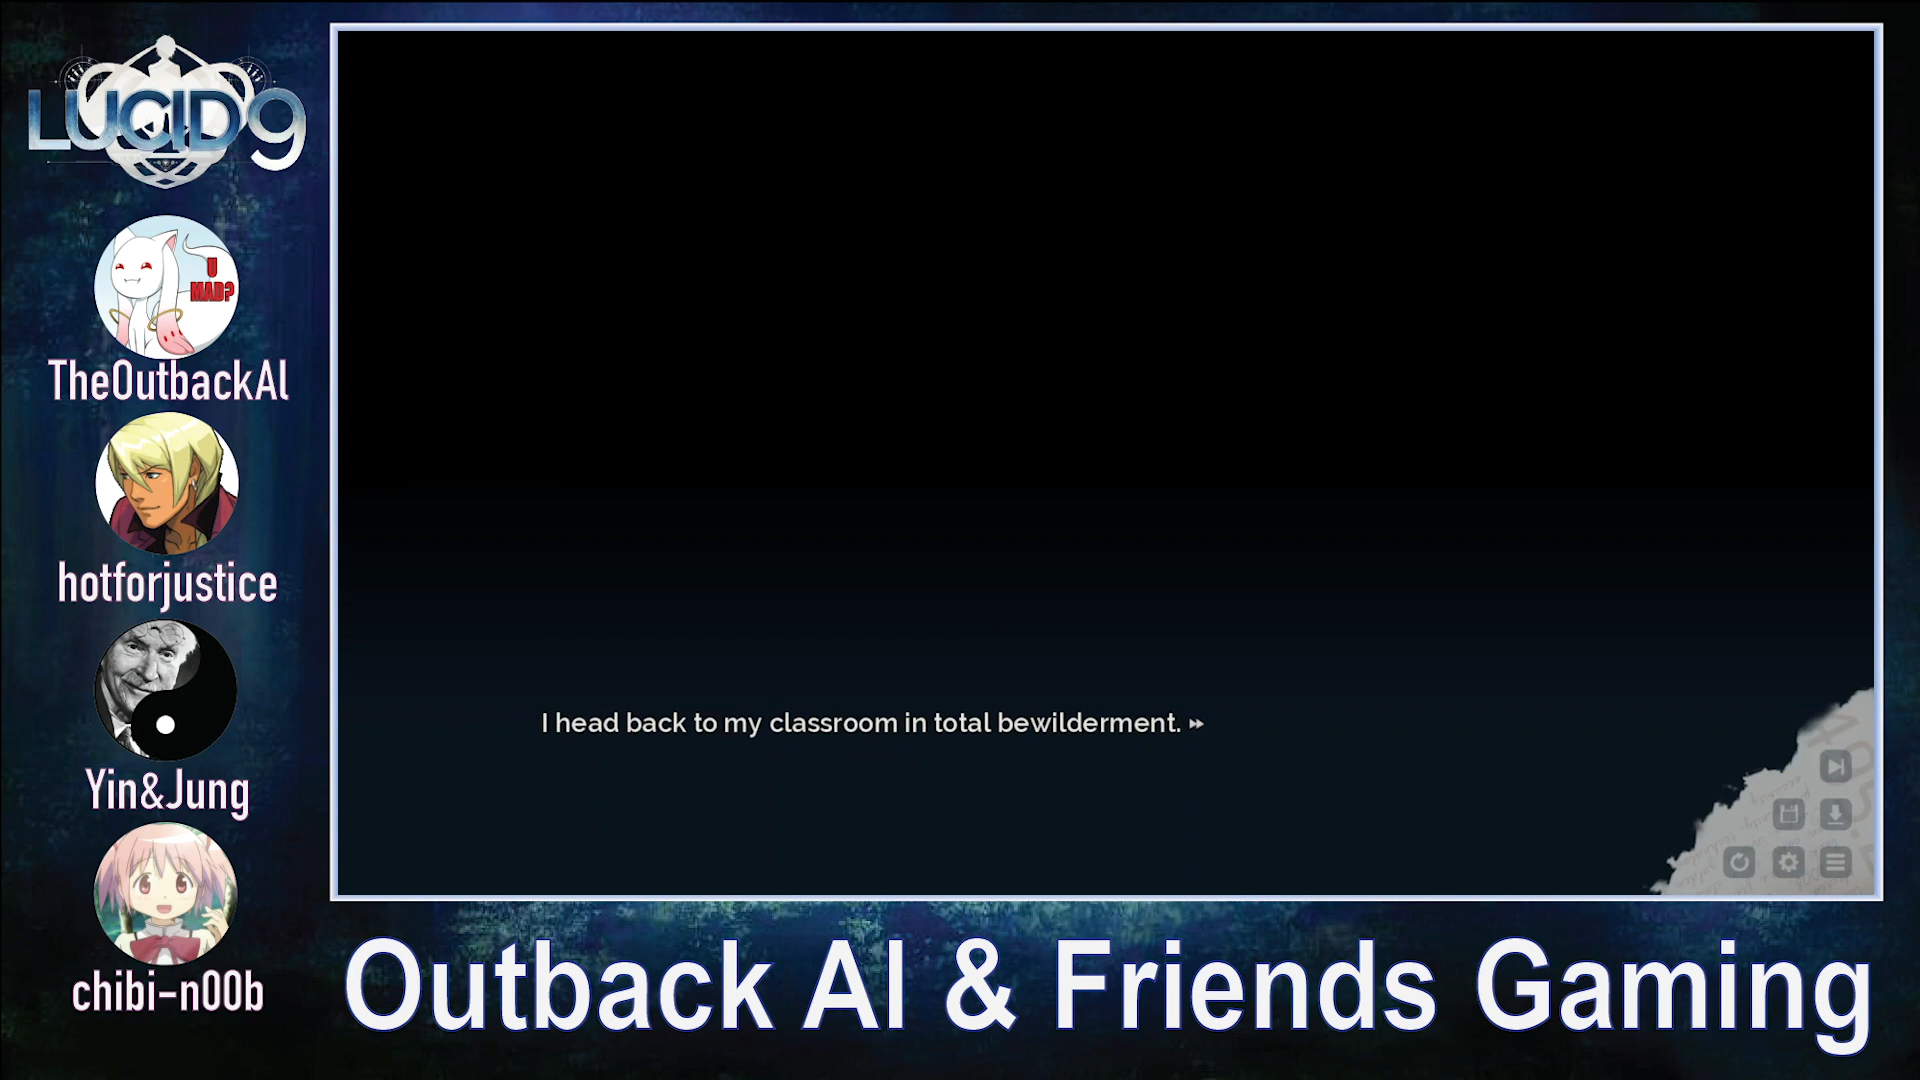 LUCID9
U
MAD?
TheOutbackAl
hotforjustice
Yin&Jung
chibi-n00b
I head back to my classroom in total bewilderment.
Outback Al & Friends Gaming